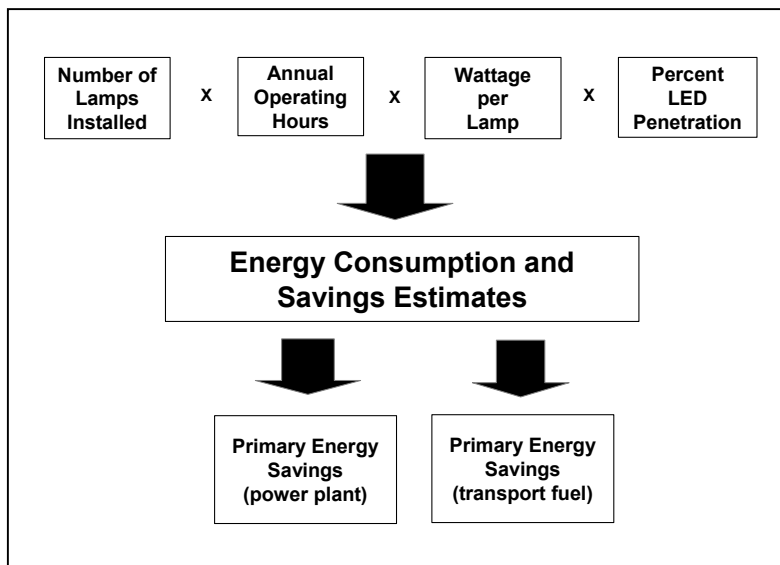 Number of
Lamps
Installed
X
Annual
Operating
Hours
X
Wattage
per
Lamp
X
Percent
LED
Penetration
Energy Consumption and
Savings Estimates
Primary Energy
Savings
(power plant)
Primary Energy
Savings
(transport fuel)